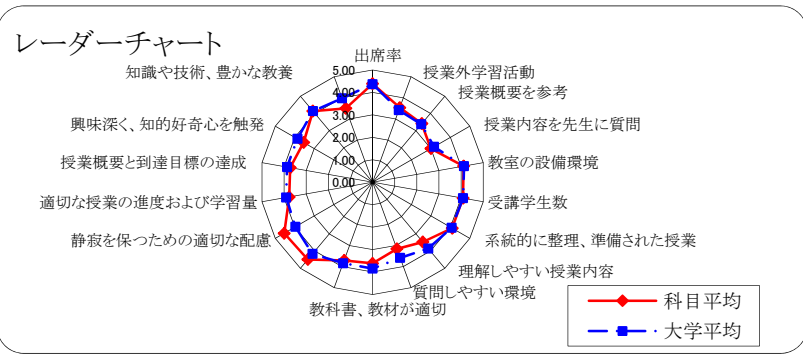 レーダーチャート
出席率
授業外学習活動
授業概要を参考
授業内容を先生に質問
教室の設備環境
受講学生数
系統的に整理、準備された授業
理解しやすい授業内容
質問しやすい環境
教科書、教材が適切
静寂を保つための適切な配慮
適切な授業の進度および学習量
授業概要と到達目標の達成
興味深く、知的好奇心を触発
知識や技術、豊かな教養
5.00
4.00
3.00
2.00
1.00
0.00
科目平均
大学平均